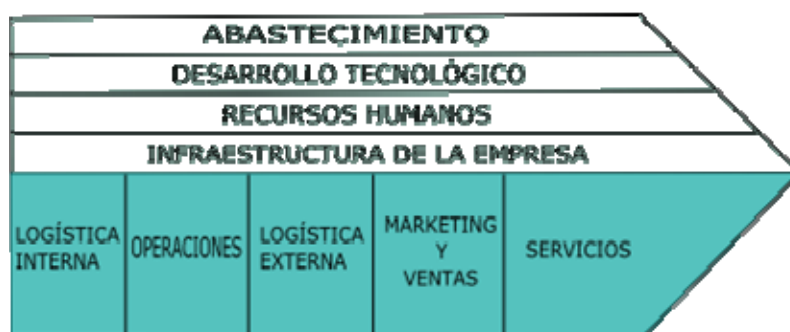 ABASTECIMIENTO
DESARROLLO TECNOLÓGICO
RECURSOS HUMANOS
INFRAESTRUCTURA DE LA EMPRESA
LOGÍSTICA
INTERNA
OPERACIONES
LOGÍSTICA
EXTERNA
MARKETING
Y
VENTAS
SERVICIOS